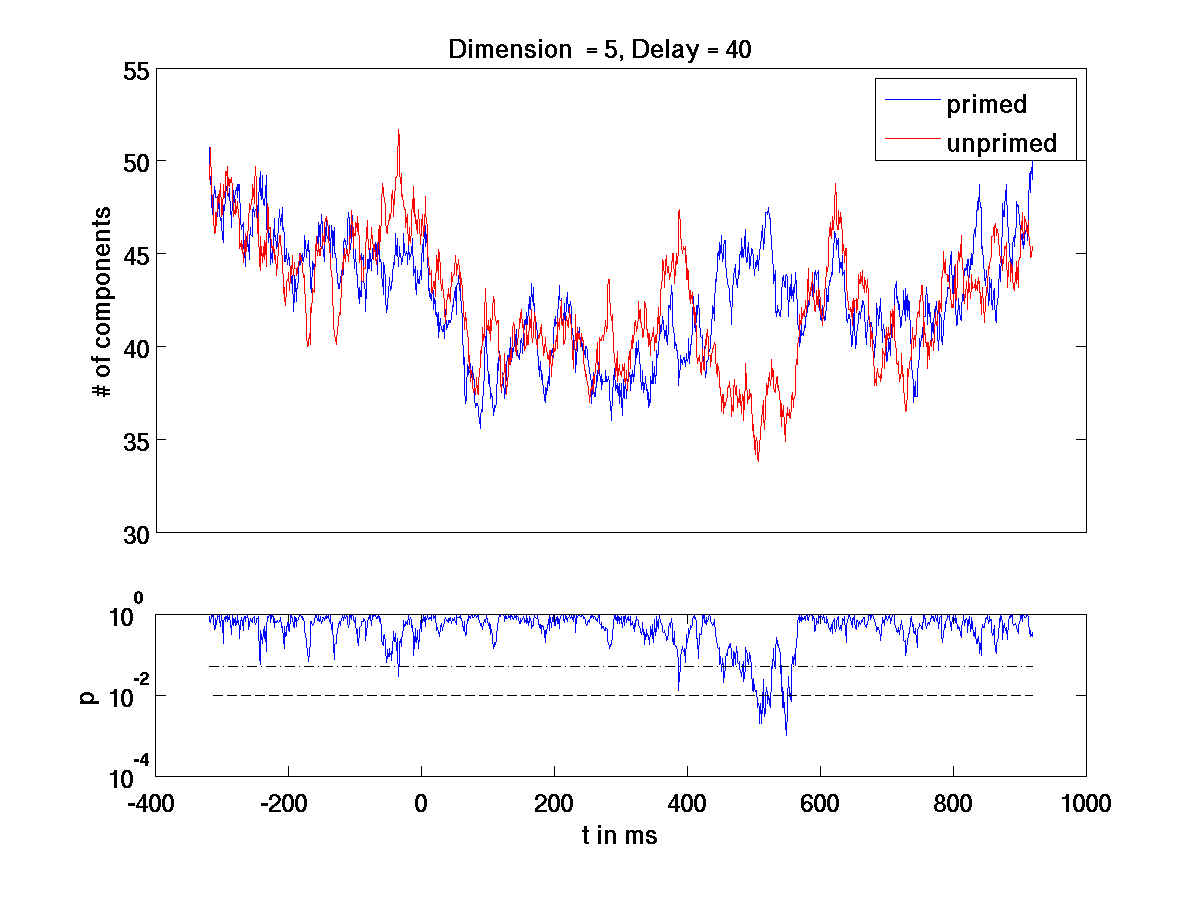 Dimension = 5, Delay = 40
55
50
45
40
35
30
# of components
primed
unprimed
10^0
10^-2
10^-4
p
-400 -200 0 200 400 600 800 1000
t in ms